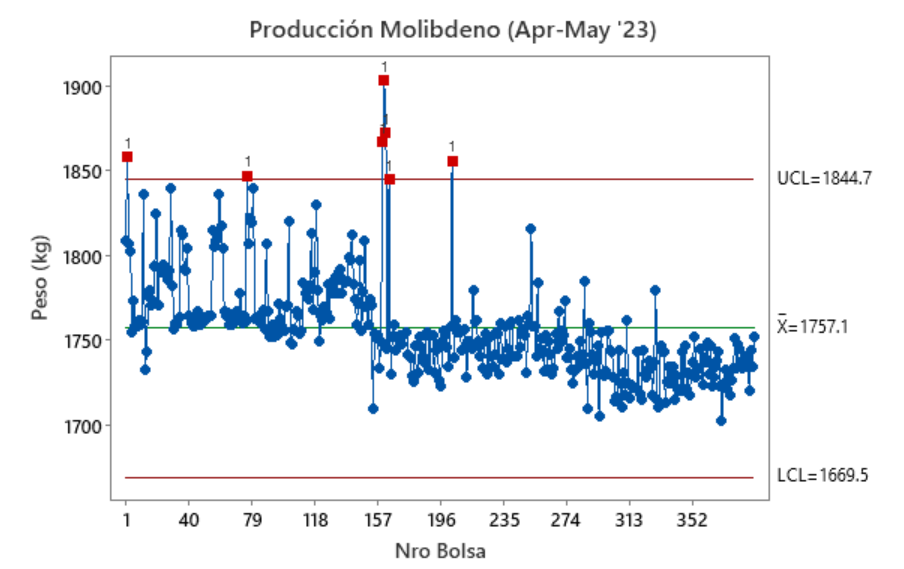 Producción Molibdeno (Apr-May '23)
Peso (kg)
1900
1850
1800
1750
1700
1
1
1
1
1
UCL=1844.7
X̄=1757.1
LCL=1669.5
1 40 79 118 157 196 235 274 313 352
Nro Bolsa